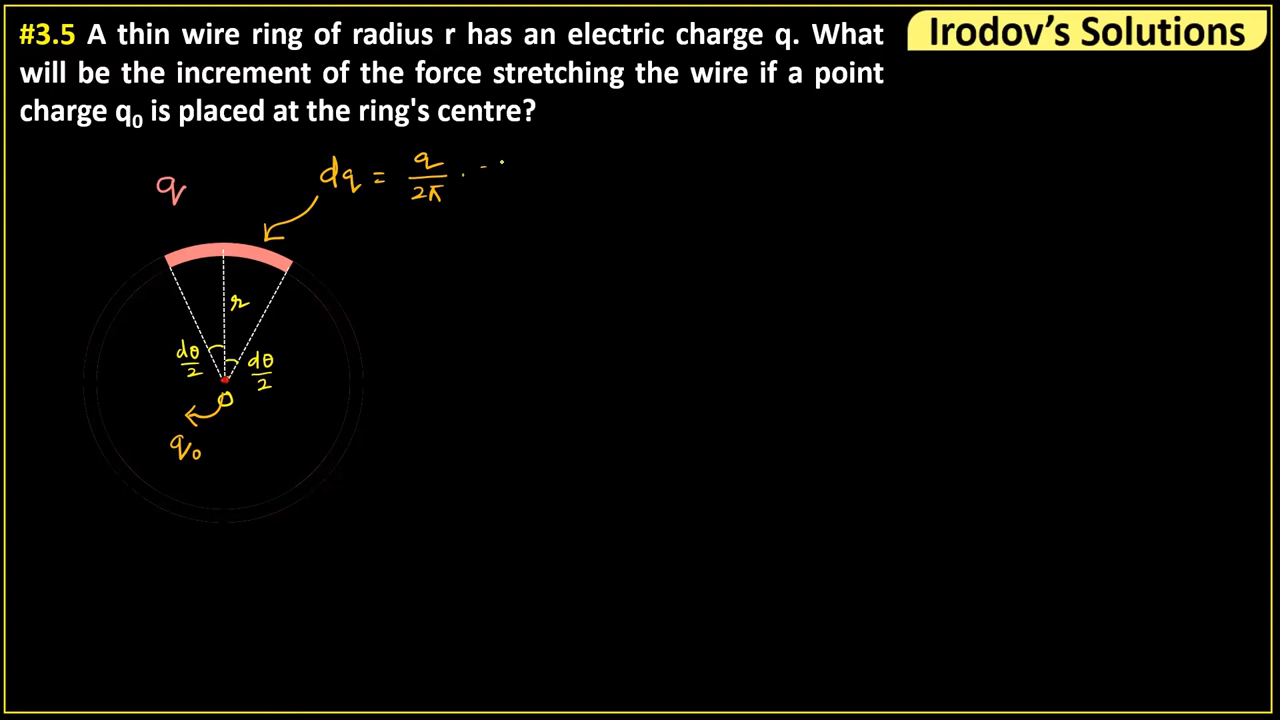 #3.5 A thin wire ring of radius r has an electric charge q. What
will be the increment of the force stretching the wire if a point
charge q₀ is placed at the ring's centre?
Irodov's Solutions
q
dq = q/2π · 
r
dθ/2
dθ/2
O
q₀